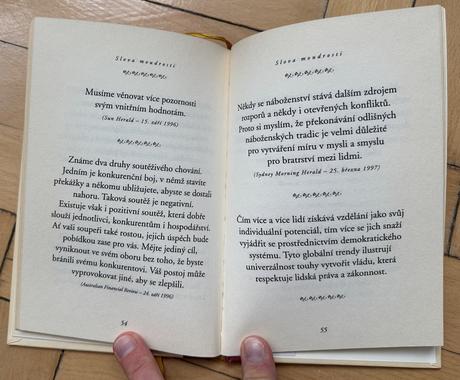 Slova moudrosti
Musíme věnovat více pozornosti
svým vnitřním hodnotám.
(Sun Herald – 15. září 1996)
Známe dva druhy soutěživého chování.
Jedním je konkurenční boj, v němž stavíte
překážky a někomu ubližujete, abyste se dostali
nahoru. Taková soutěž je negativní.
Existuje však i pozitivní soutěž, která dobře
slouží jednotlivci, konkurentům i hospodářství.
Ať vaši soupeři také rostou, jejich úspěch bude
pobídkou zase pro vás. Mějte jediný cíl,
vyniknout ve svém oboru bez toho, že byste
bránili svému konkurentovi. Váš postoj může
vyprovokovat jiné, aby se zlepšili.
(Australian Financial Review – 24. září 1996)
54
Slova moudrosti
Někdy se náboženství stává dalším zdrojem
rozporů a někdy i otevřených konfliktů.
Proto si myslím, že překonávání odlišných
náboženských tradic je velmi důležité
pro vytváření míru v mysli a smyslu
pro bratrství mezi lidmi.
(Sydney Morning Herald – 25. března 1997)
Čím více a více lidí získává vzdělání jako svůj
individuální potenciál, tím více se jich snaží
vyjádřit se prostřednictvím demokratického
systému. Tyto globální trendy ilustrují
univerzálnost touhy vytvořit vládu, která
respektuje lidská práva a zákonnost.
55